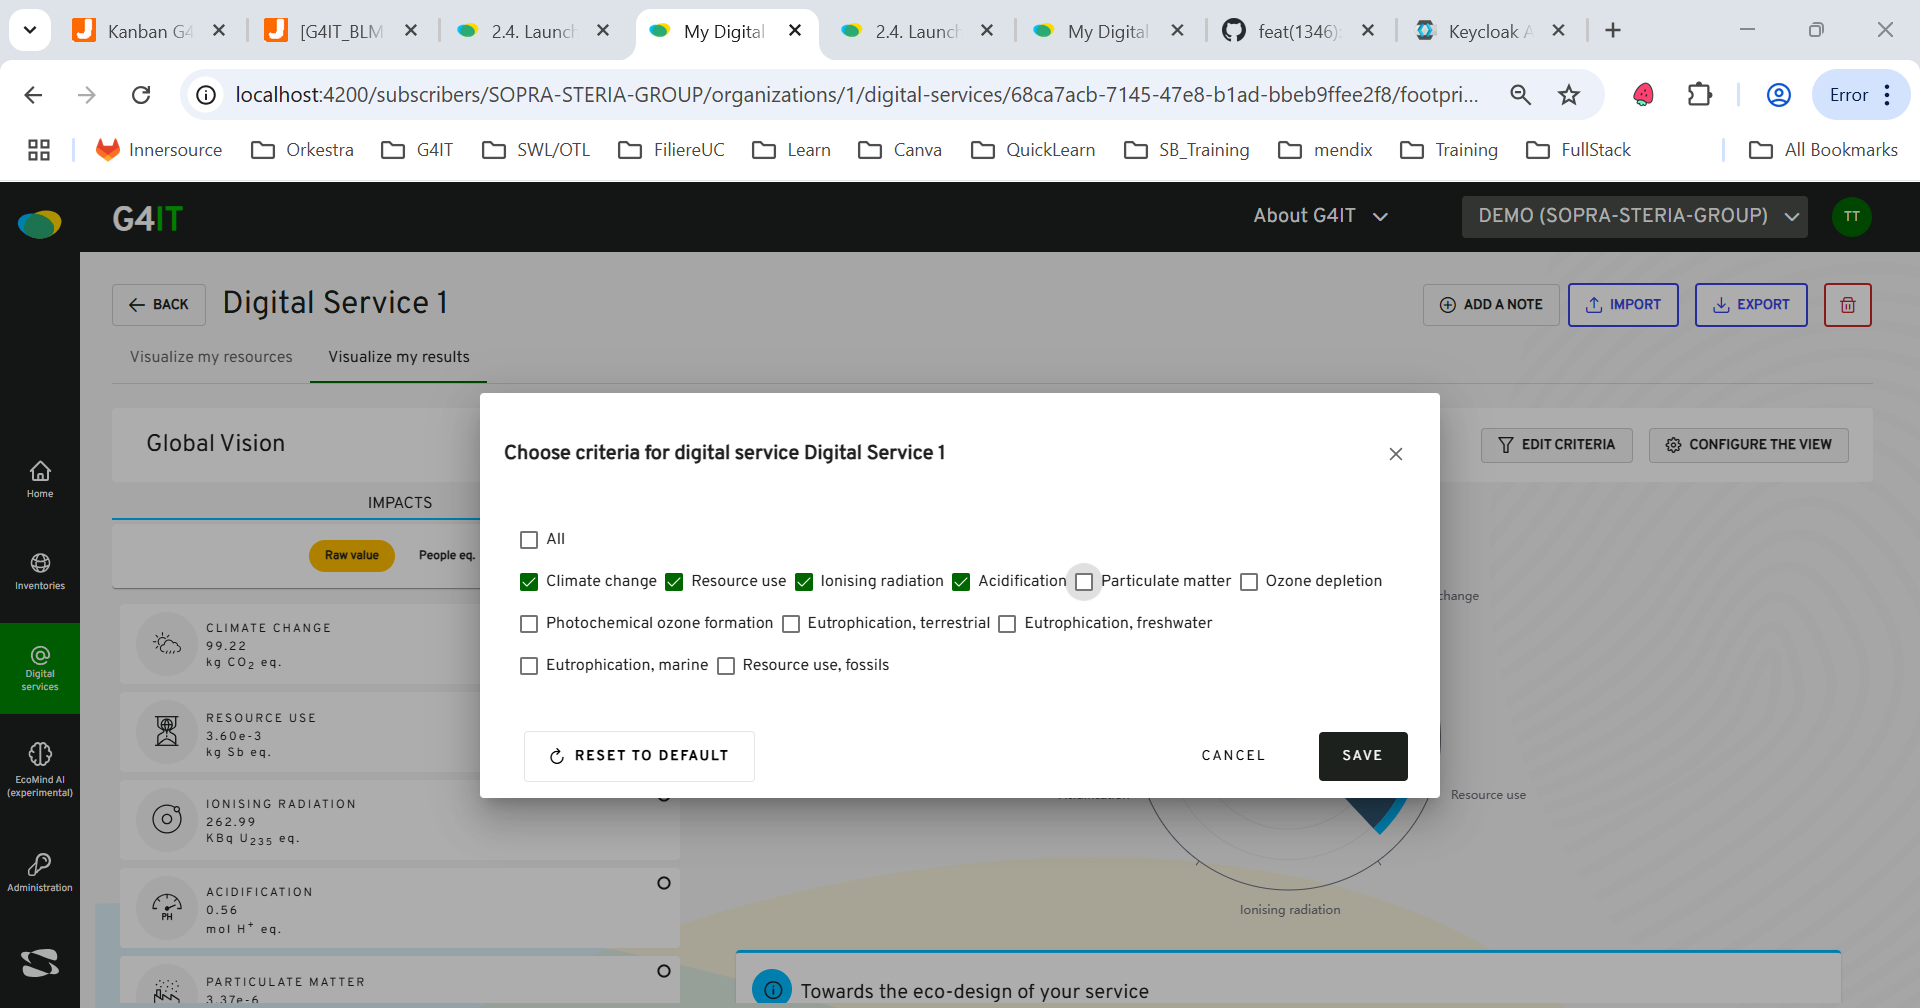 Kanban G4
[G4IT_BLM
2.4. Launch
My Digital
2.4. Launch
My Digital
feat(1346):
Keycloak A
localhost:4200/subscribers/SOPRA-STERIA-GROUP/organizations/1/digital-services/68ca7acb-7145-47e8-b1ad-bbeb9ffee2f8/footpri...
Error
Innersource
Orkestra
G4IT
SWL/OTL
FiliereUC
Learn
Canva
QuickLearn
SB_Training
mendix
Training
FullStack
All Bookmarks
G4IT
About G4IT
DEMO (SOPRA-STERIA-GROUP)
TT
BACK
Digital Service 1
ADD A NOTE
IMPORT
EXPORT
Visualize my resources
Visualize my results
Global Vision
EDIT CRITERIA
CONFIGURE THE VIEW
Home
Inventories
Digital
services
EcoMind AI
(experimental)
Administration
IMPACTS
Raw value
People eq.
CLIMATE CHANGE
99.22
kg CO2 eq.
RESOURCE USE
3.60e-3
kg Sb eq.
IONISING RADIATION
262.99
KBq U235 eq.
PH
ACIDIFICATION
0.56
mol H+ eq.
PARTICULATE MATTER
3.37e-6
Choose criteria for digital service Digital Service 1
All
Climate change
Resource use
Ionising radiation
Acidification
Particulate matter
Ozone depletion
Photochemical ozone formation
Eutrophication, terrestrial
Eutrophication, freshwater
Eutrophication, marine
Resource use, fossils
RESET TO DEFAULT
CANCEL
SAVE
change
Resource use
Ionising radiation
Towards the eco-design of your service